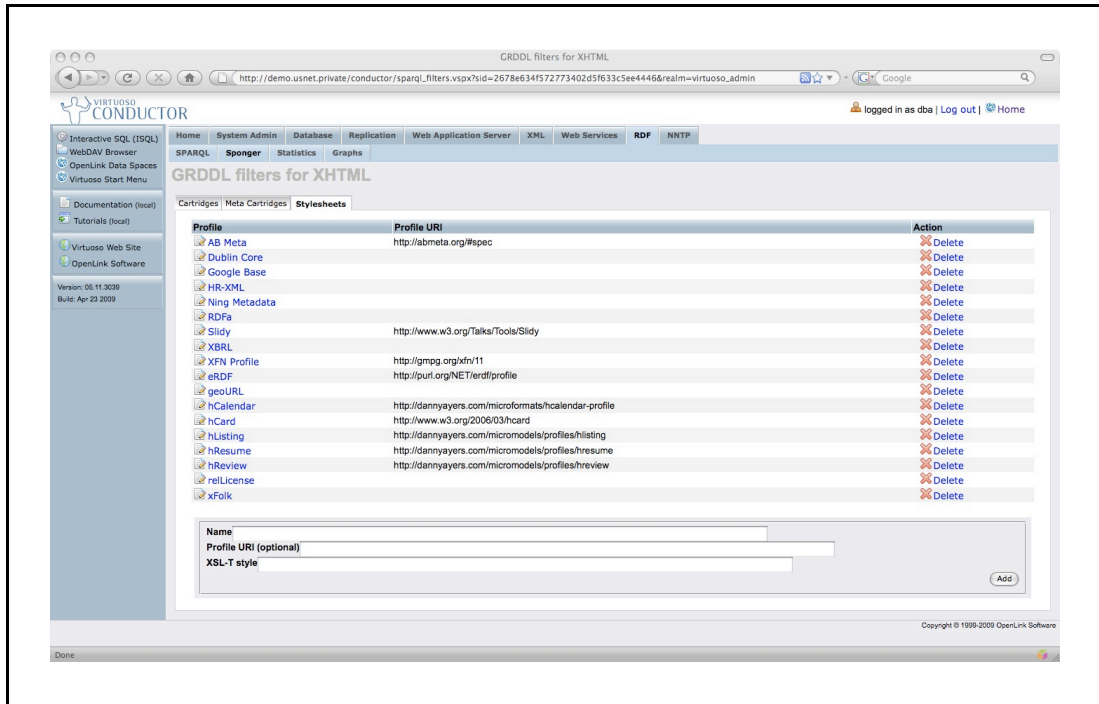 GRDDL filters for XHTML
http://demo.usnet.private/conductor/sparql_filters.vspx?sid=2678e634f572773402d5f633c5ee4446&realm=virtuoso_admin
Google
VIRTUOSO
CONDUCTOR
logged in as dba | Log out | Home
Interactive SQL (ISQL)
WebDAV Browser
OpenLink Data Spaces
Virtuoso Start Menu
Documentation (local)
Tutorials (local)
Virtuoso Web Site
OpenLink Software
Version: 05.11.3039
Build: Apr 23 2009
Home System Admin Database Replication Web Application Server XML Web Services RDF NNTP
SPARQL Sponger Statistics Graphs
GRDDL filters for XHTML
Cartridges Meta Cartridges Stylesheets
Profile Profile URI Action
AB Meta http://abmeta.org/#spec Delete
Dublin Core Delete
Google Base Delete
HR-XML Delete
Ning Metadata Delete
RDFa Delete
Slidy http://www.w3.org/Talks/Tools/Slidy Delete
XBRL Delete
XFN Profile http://gmpg.org/xfn/11 Delete
eRDF http://purl.org/NET/erdf/profile Delete
geoURL Delete
hCalendar http://dannyayers.com/microformats/hcalendar-profile Delete
hCard http://www.w3.org/2006/03/hcard Delete
hListing http://dannyayers.com/micromodels/profiles/hlisting Delete
hResume http://dannyayers.com/micromodels/profiles/hresume Delete
hReview http://dannyayers.com/micromodels/profiles/hreview Delete
relLicense Delete
xFolk Delete
Name
Profile URI (optional)
XSL-T style
Add
Copyright © 1999-2009 OpenLink Software
Done